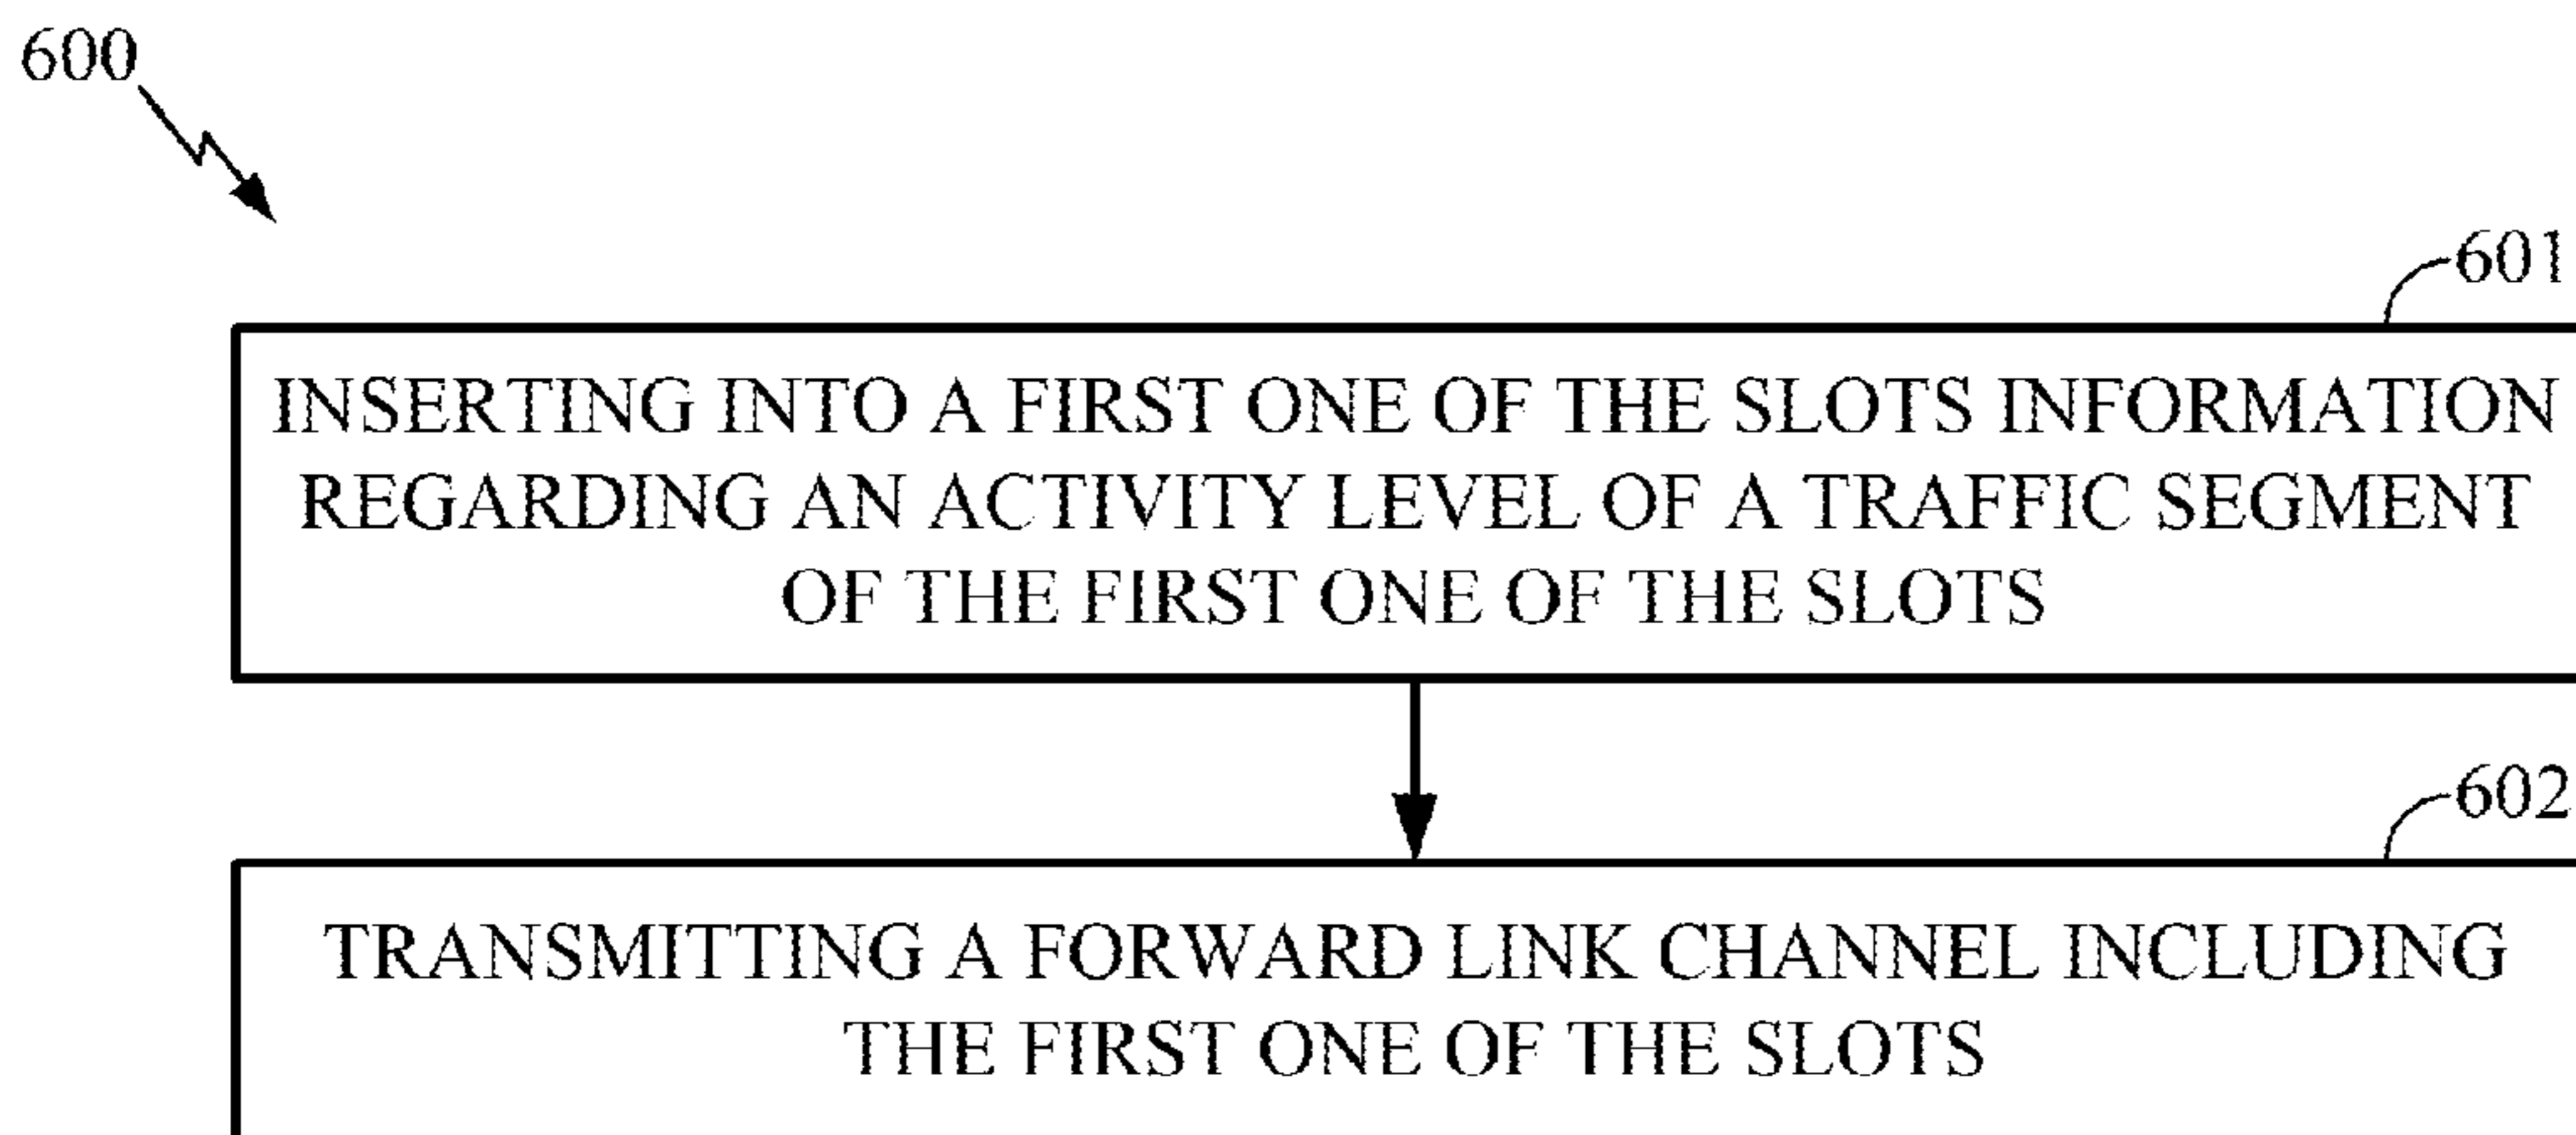 600
601
INSERTING INTO A FIRST ONE OF THE SLOTS INFORMATION
REGARDING AN ACTIVITY LEVEL OF A TRAFFIC SEGMENT
OF THE FIRST ONE OF THE SLOTS
602
TRANSMITTING A FORWARD LINK CHANNEL INCLUDING
THE FIRST ONE OF THE SLOTS